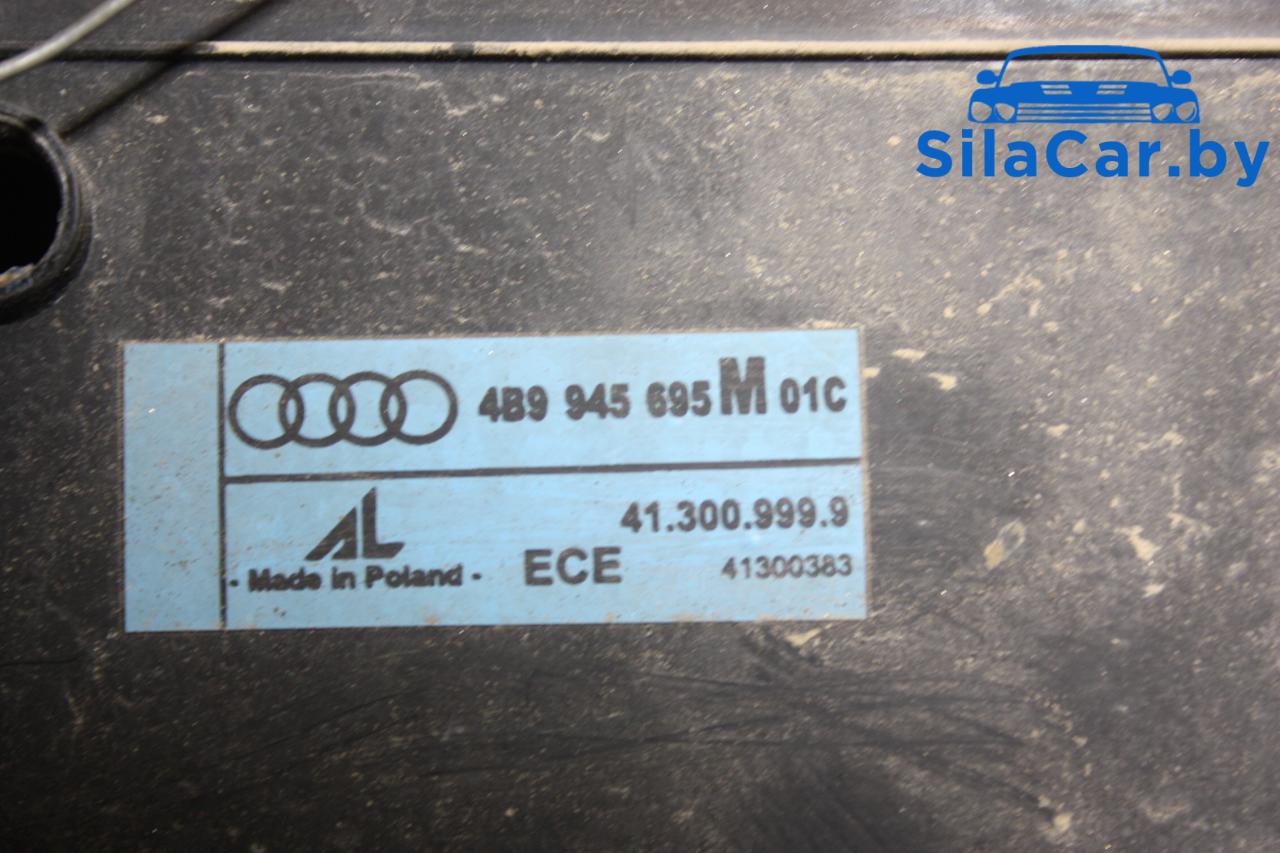 SilaCar.by
4B9 945 695 M 01C
41.300.999.9
AL
- Made in Poland -
ECE
41300383